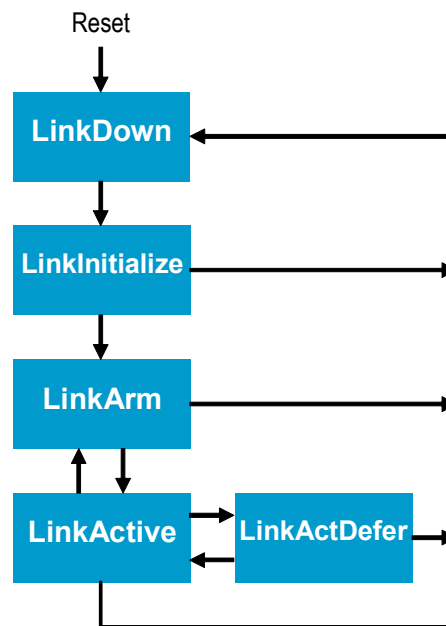 Reset
LinkDown
LinkInitialize
LinkArm
LinkActive
LinkActDefer